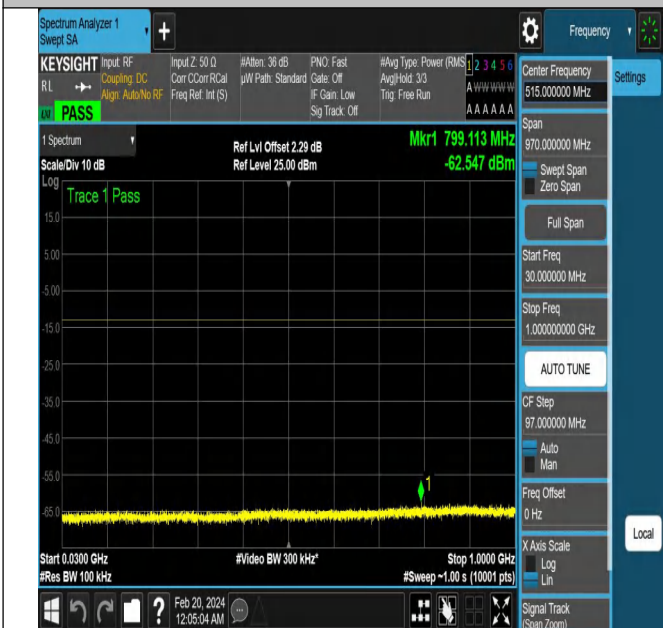 Spectrum Analyzer 1
Swept SA
+
Frequency
KEYSIGHT
RL
LXI
PASS
Input: RF
Coupling: DC
Align: Auto/No RF
Input Z: 50 Ω
Corr CCorr RCal
Freq Ref: Int (S)
#Atten: 36 dB
µW Path: Standard
PNO: Fast
Gate: Off
IF Gain: Low
Sig Track: Off
#Avg Type: Power (RMS
Avg|Hold: 3/3
Trig: Free Run
1 2 3 4 5 6
A W W W W W
A A A A A A
1 Spectrum
Scale/Div 10 dB
Ref Lvl Offset 2.29 dB
Ref Level 25.00 dBm
Mkr1 799.113 MHz
-62.547 dBm
Log
Trace 1 Pass
15.0
5.00
-5.00
-15.0
-25.0
-35.0
-45.0
-55.0
-65.0
1
Start 0.0300 GHz
#Res BW 100 kHz
#Video BW 300 kHz*
Stop 1.0000 GHz
#Sweep ~1.00 s (10001 pts)
?
Feb 20, 2024
12:05:04 AM
Center Frequency
515.000000 MHz
Settings
Span
970.000000 MHz
Swept Span
Zero Span
Full Span
Start Freq
30.000000 MHz
Stop Freq
1.000000000 GHz
AUTO TUNE
CF Step
97.000000 MHz
Auto
Man
Freq Offset
0 Hz
Local
X Axis Scale
Log
Lin
Signal Track
(Span Zoom)